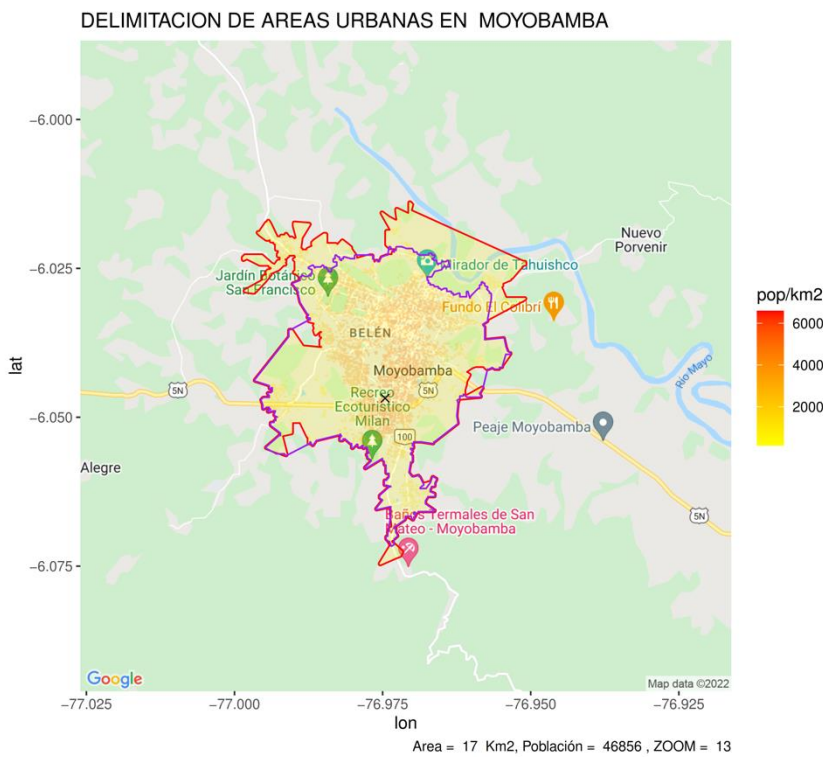 DELIMITACION DE AREAS URBANAS EN  MOYOBAMBA
−6.000
Nuevo
Porvenir
−6.025
Mirador de Tahuishco
Jardín Botánico
San Francisco
pop/km2
Fundo El Colibrí
6000
BELÉN
lat
4000
Moyobamba
Río Mayo
5N
5N
Recreo
Ecoturístico
Milan
2000
−6.050
100
Peaje Moyobamba
Alegre
5N
Baños Termales de San
Mateo - Moyobamba
−6.075
Google
Map data ©2022
−77.025
−77.000
−76.975
−76.950
−76.925
lon
Area =  17  Km2, Población =  46856 , ZOOM =  13